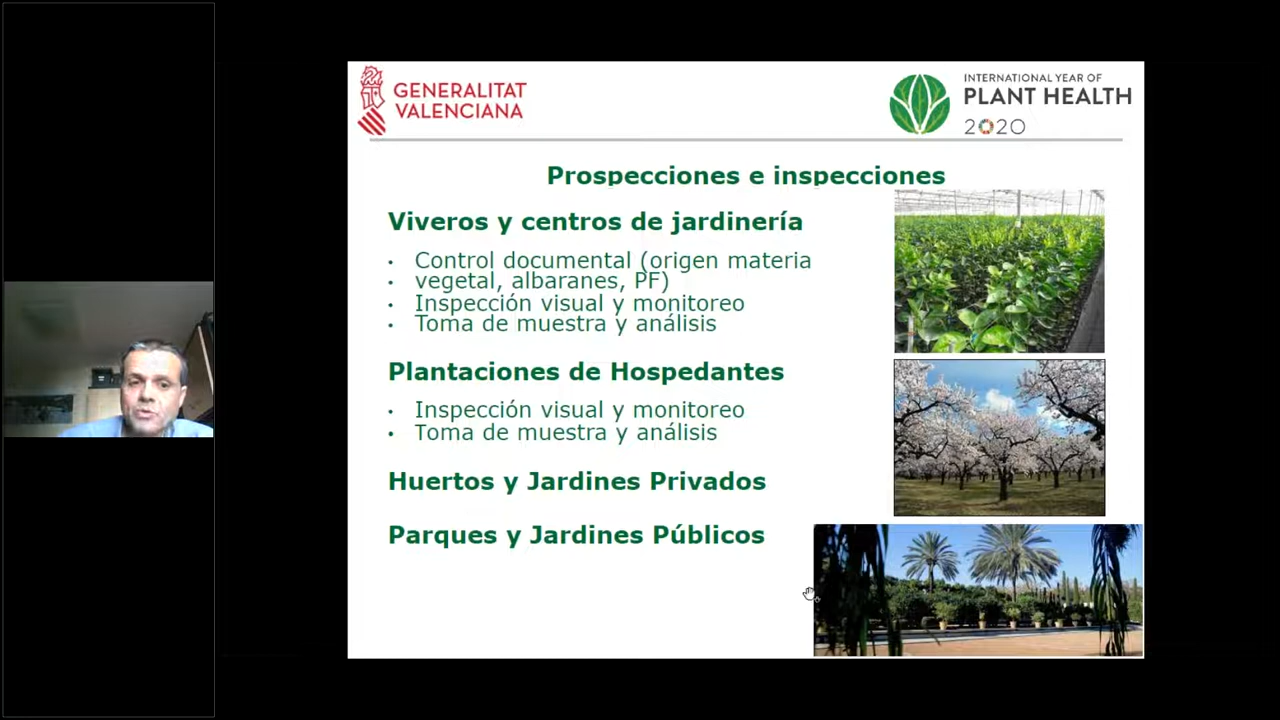 GENERALITAT
VALENCIANA
INTERNATIONAL YEAR OF
PLANT HEALTH
2020
Prospecciones e inspecciones
Viveros y centros de jardinería
• Control documental (origen materia
• vegetal, albaranes, PF)
• Inspección visual y monitoreo
• Toma de muestra y análisis
Plantaciones de Hospedantes
• Inspección visual y monitoreo
• Toma de muestra y análisis
Huertos y Jardines Privados
Parques y Jardines Públicos